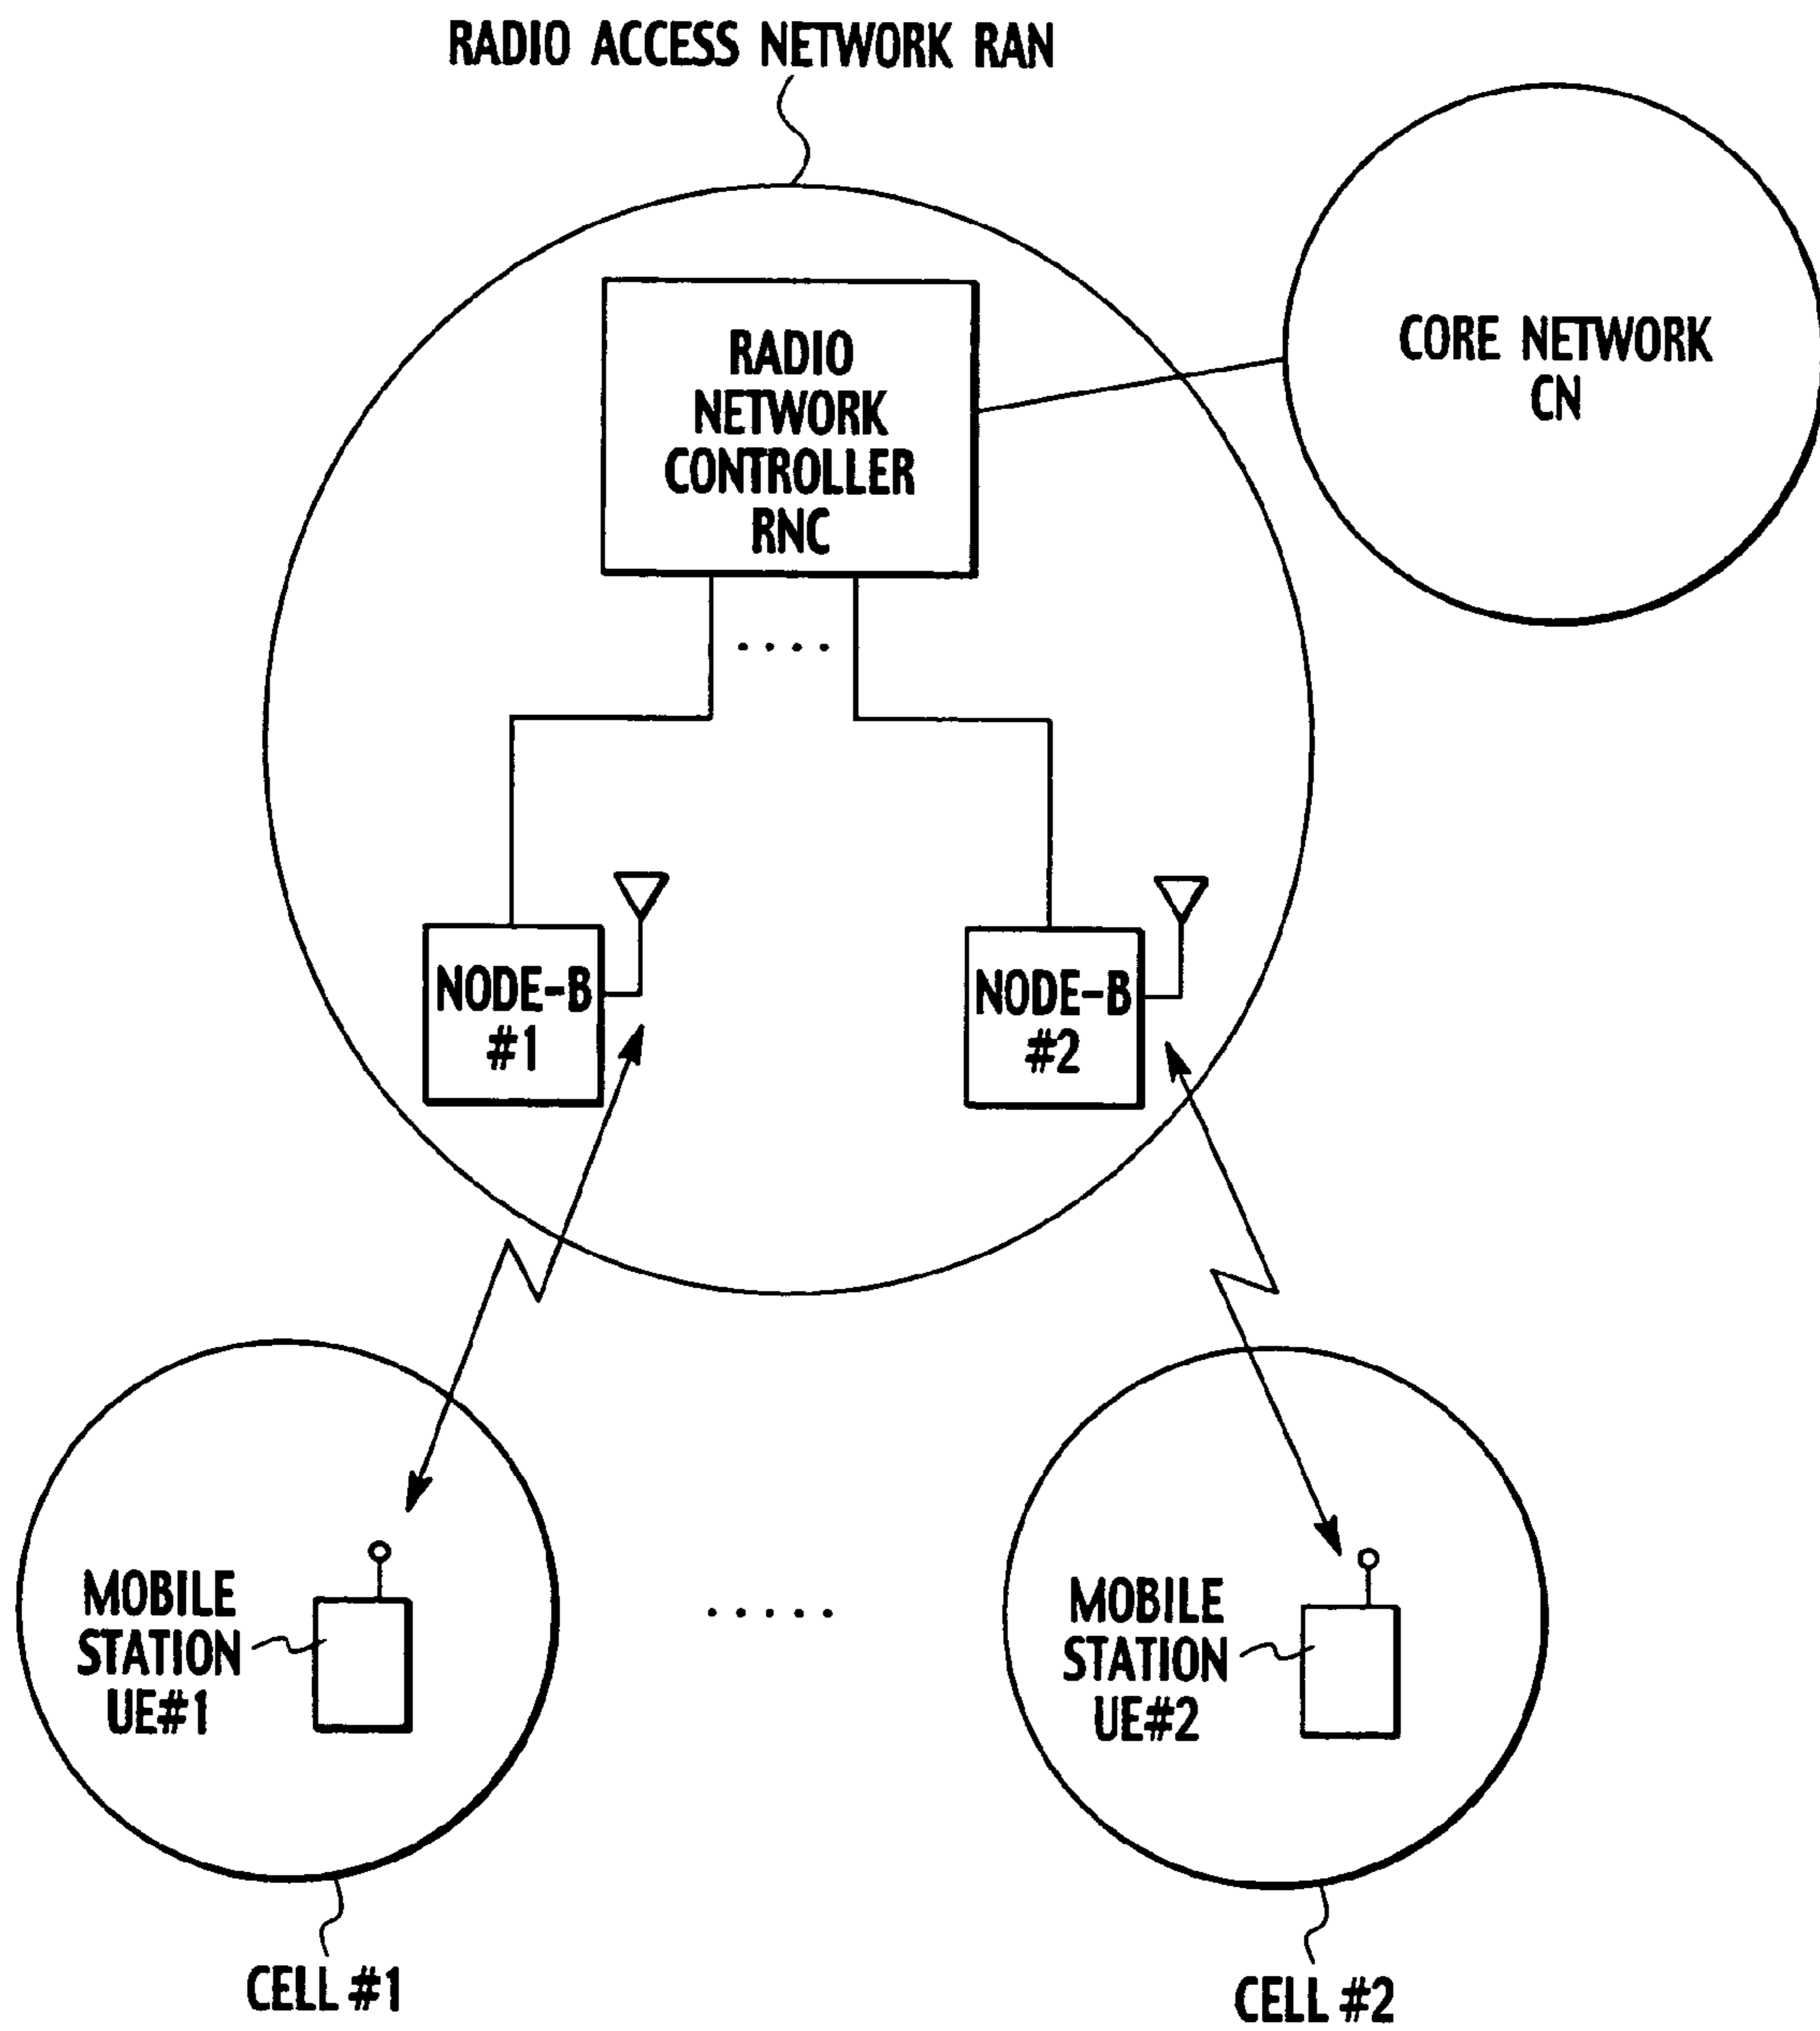 RADIO ACCESS NETWORK RAN
CORE NETWORK
CN
RADIO
NETWORK
CONTROLLER
RNC
NODE-B
#1
NODE-B
#2
MOBILE
STATION
UE#1
MOBILE
STATION
UE#2
CELL #1
CELL #2